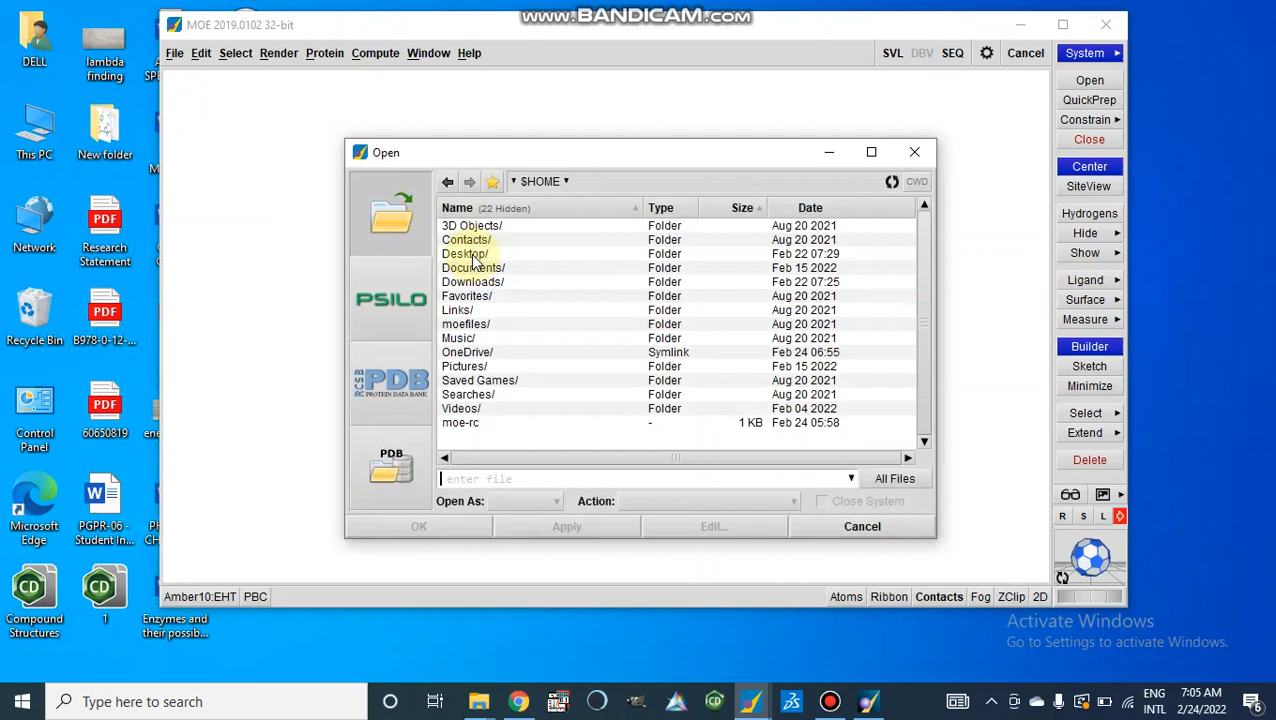 www.BANDICAM.com
MOE 2019.0102 32-bit
File Edit Select Render Protein Compute Window Help
SVL DBV SEQ Cancel
System
Open
QuickPrep
Constrain
Close
Center
SiteView
Hydrogens
Hide
Show
Ligand
Surface
Measure
Builder
Sketch
Minimize
Select
Extend
Delete
R S L
DELL
lambda finding
This PC
New folder
Network
Research Statement
Recycle Bin
B978-0-12-...
Control Panel
60650819
Microsoft Edge
PGPR-06 - Student In...
Compound Structures
1
Enzymes and their possib...
Open
$HOME
CWD
Name (22 Hidden) Type Size Date
3D Objects/ Folder Aug 20 2021
Contacts/ Folder Aug 20 2021
Desktop/ Folder Feb 22 07:29
Documents/ Folder Feb 15 2022
Downloads/ Folder Feb 22 07:25
Favorites/ Folder Aug 20 2021
Links/ Folder Aug 20 2021
moefiles/ Folder Aug 20 2021
Music/ Folder Aug 20 2021
OneDrive/ Symlink Feb 24 06:55
Pictures/ Folder Feb 15 2022
Saved Games/ Folder Aug 20 2021
Searches/ Folder Aug 20 2021
Videos/ Folder Feb 04 2022
moe-rc - 1 KB Feb 24 05:58
PSILO
RCSB PDB
PROTEIN DATA BANK
PDB
enter file
All Files
Open As: Action: Close System
OK Apply Edit... Cancel
Amber10:EHT PBC
Atoms Ribbon Contacts Fog ZClip 2D
Activate Windows
Go to Settings to activate Windows.
Type here to search
ENG
INTL
7:05 AM
2/24/2022
6